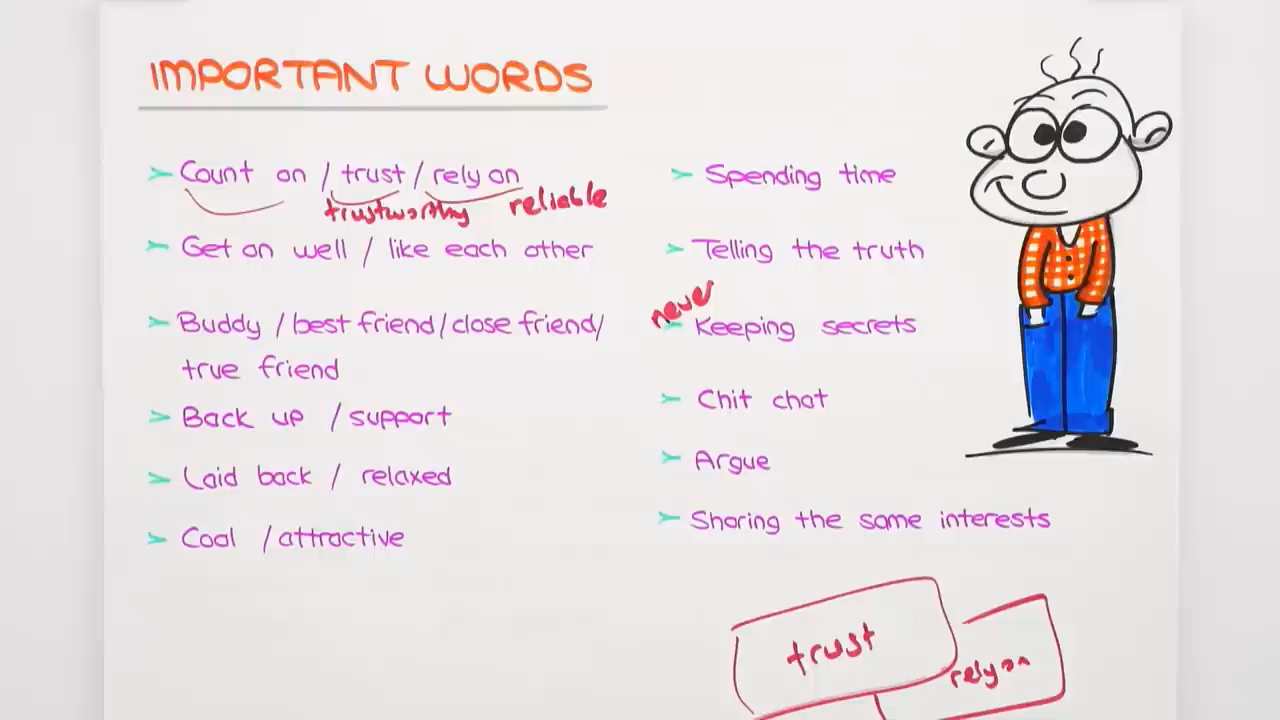 IMPORTANT WORDS
Count on / trust / rely on
trustworthy reliable
Get on well / like each other
Buddy / best friend / close friend /
true friend
Back up / support
Laid back / relaxed
Cool / attractive
Spending time
Telling the truth
never
Keeping secrets
Chit chat
Argue
Sharing the same interests
trust
rely on